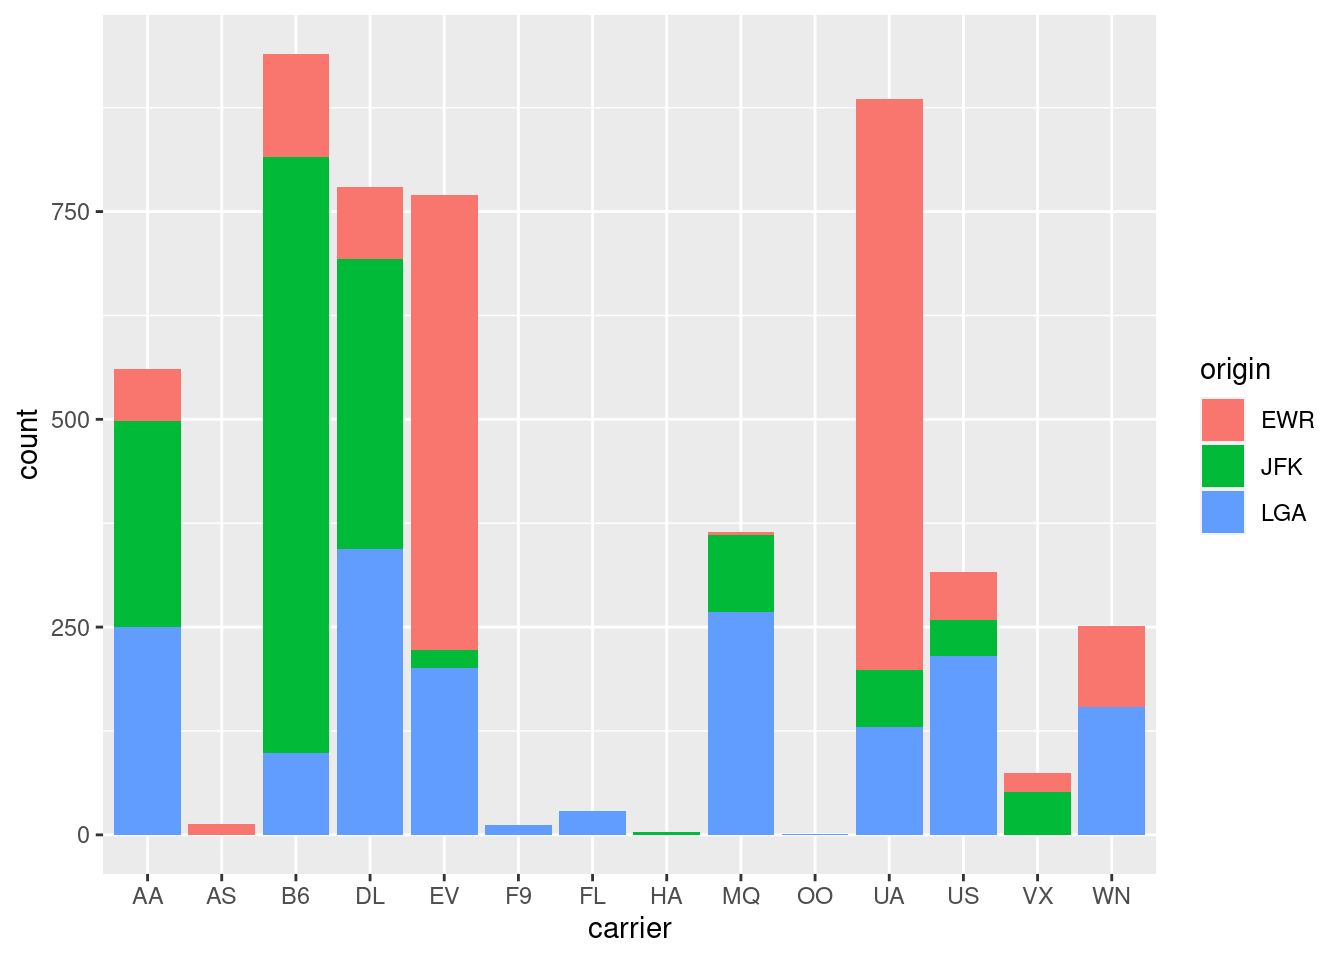 count
750
500
250
0
AA AS B6 DL EV F9 FL HA MQ OO UA US VX WN
carrier
origin
EWR
JFK
LGA